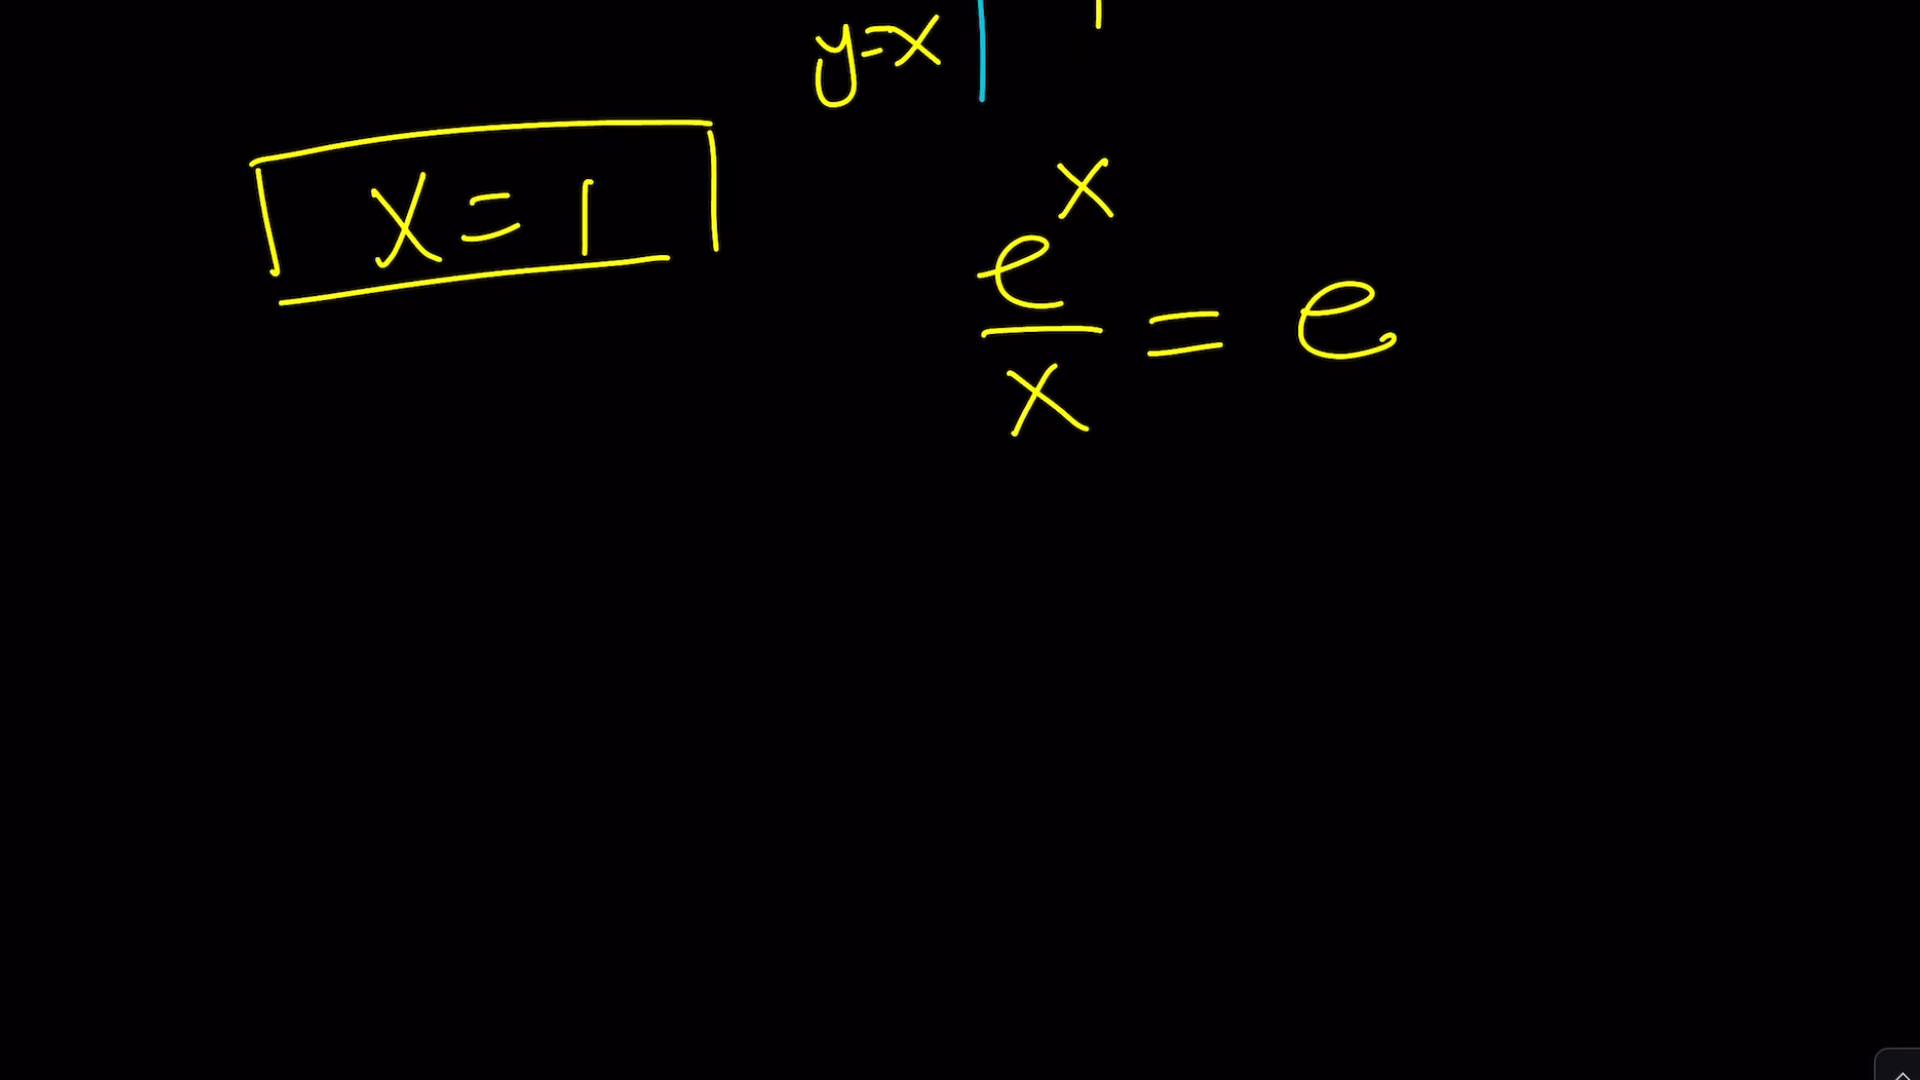 y=x
x = 1
e^x / x = e